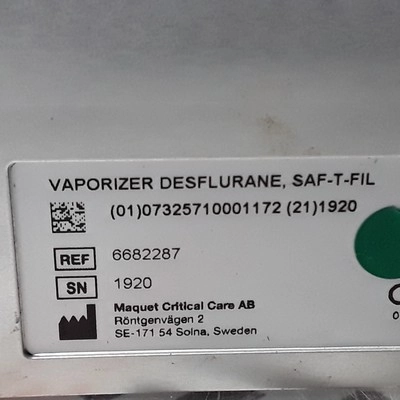 VAPORIZER DESFLURANE, SAF-T-FIL
(01)07325710001172 (21)1920
REF 6682287
SN 1920
Maquet Critical Care AB
Röntgenvägen 2
SE-171 54 Solna, Sweden